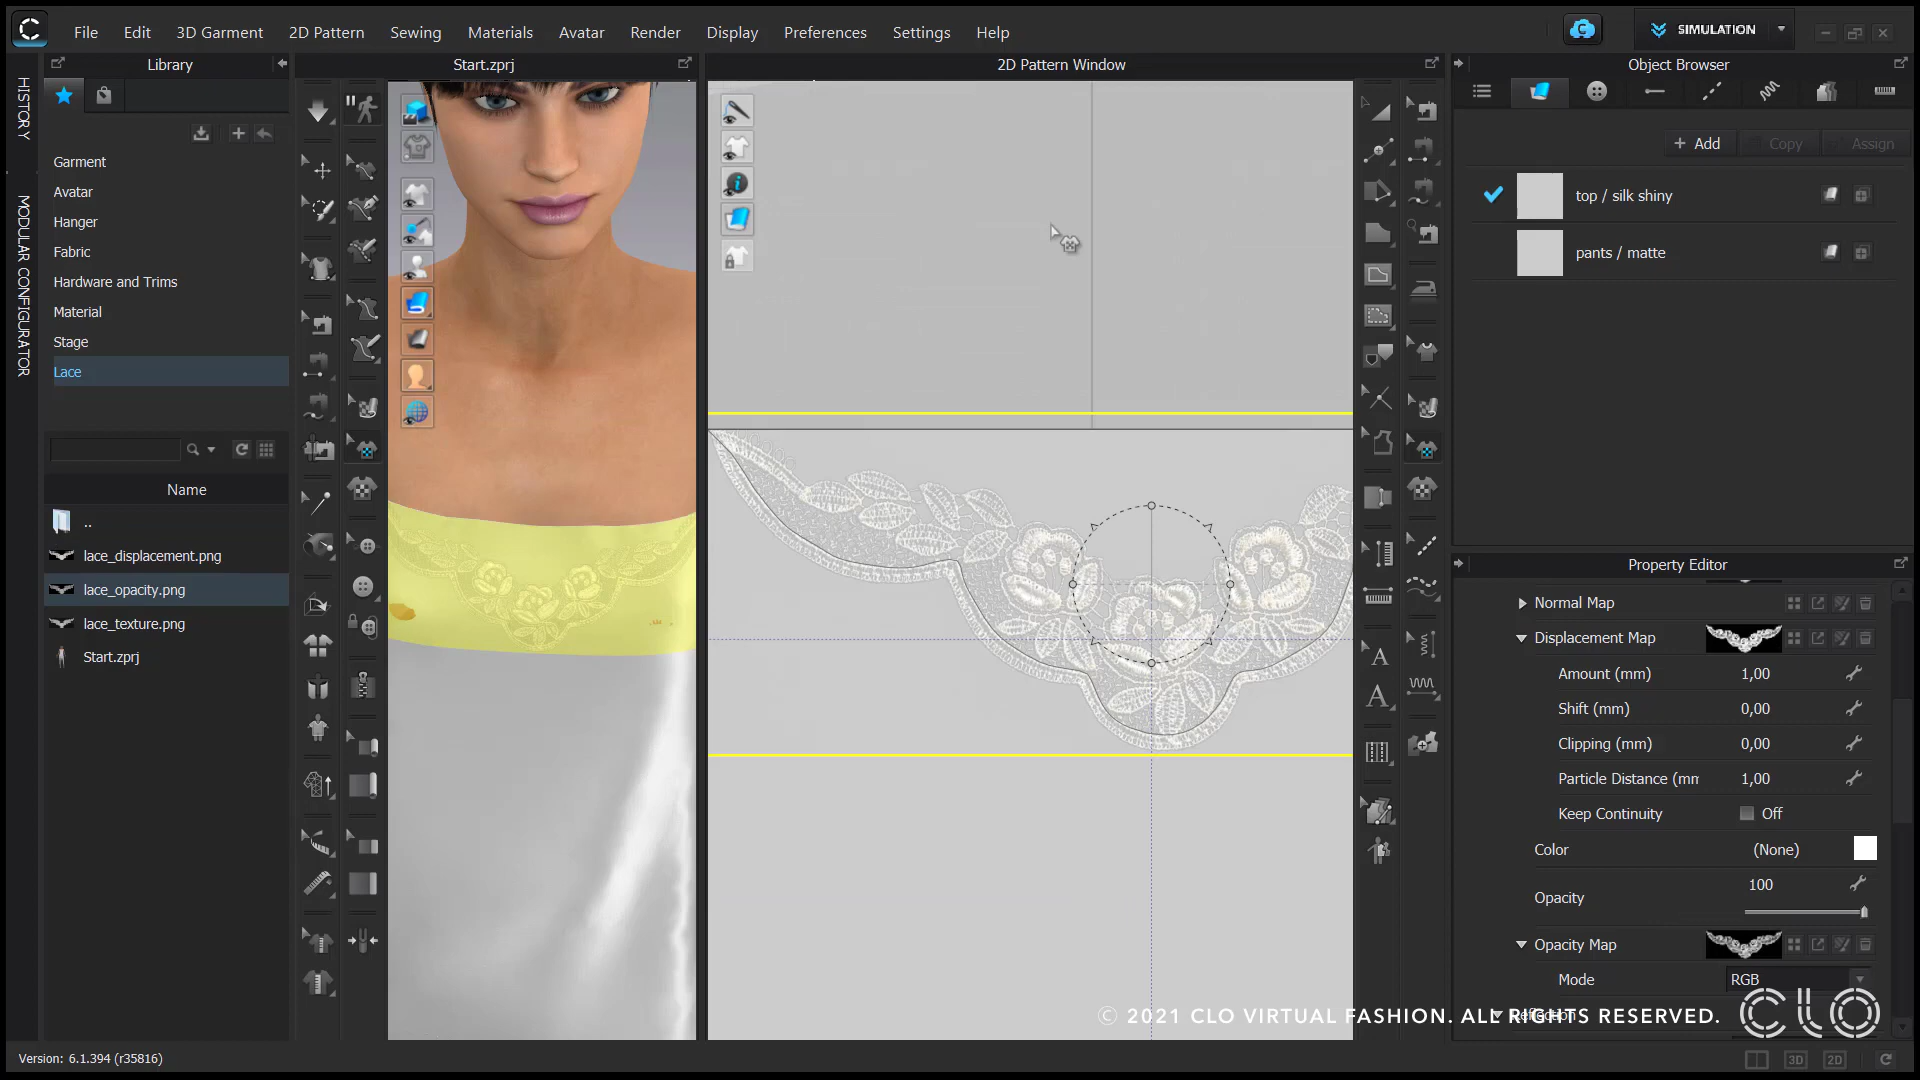 File Edit 3D Garment 2D Pattern Sewing Materials Avatar Render Display Preferences Settings Help
SIMULATION
HISTORY
MODULAR CONFIGURATOR
Library
Start.zprj
2D Pattern Window
Object Browser
Garment
Avatar
Hanger
Fabric
Hardware and Trims
Material
Stage
Lace
Name
..
lace_displacement.png
lace_opacity.png
lace_texture.png
Start.zprj
+ Add Copy Assign
top / silk shiny
pants / matte
Property Editor
Normal Map
Displacement Map
Amount (mm) 1,00
Shift (mm) 0,00
Clipping (mm) 0,00
Particle Distance (mm 1,00
Keep Continuity Off
Color (None)
Opacity 100
Opacity Map
Mode RGB
Reflection
© 2021 CLO VIRTUAL FASHION. ALL RIGHTS RESERVED. CLO
Version: 6.1.394 (r35816)
3D 2D